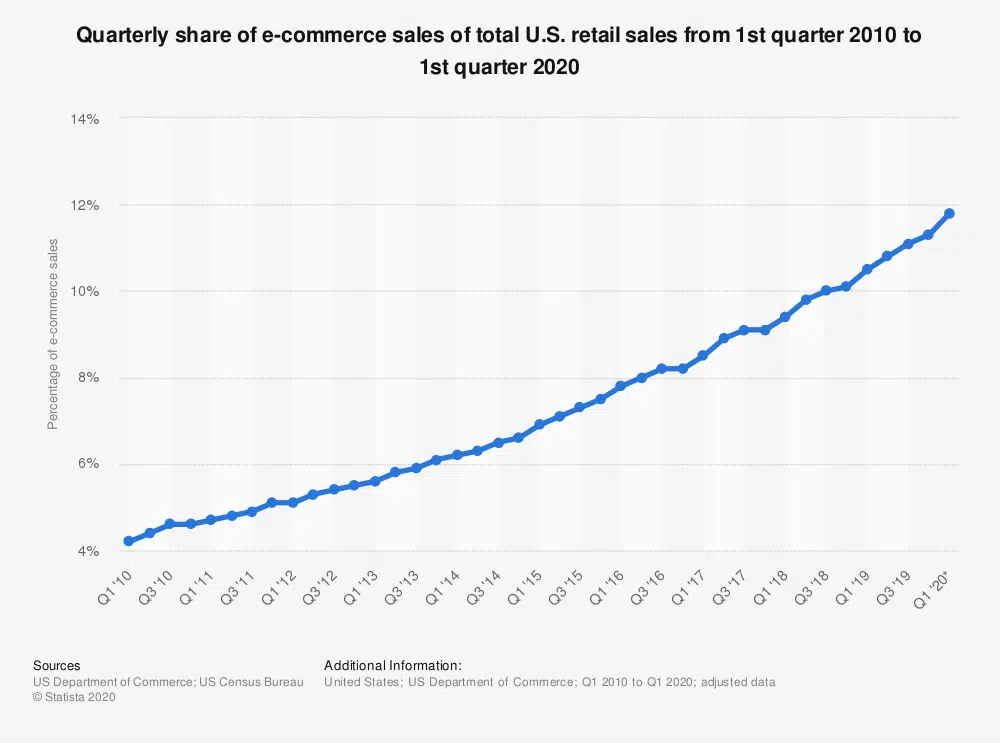 Quarterly share of e-commerce sales of total U.S. retail sales from 1st quarter 2010 to
1st quarter 2020
14%
12%
10%
8%
6%
4%
Percentage of e-commerce sales
Q1 '10
Q3 '10
Q1 '11
Q3 '11
Q1 '12
Q3 '12
Q1 '13
Q3 '13
Q1 '14
Q3 '14
Q1 '15
Q3 '15
Q1 '16
Q3 '16
Q1 '17
Q3 '17
Q1 '18
Q3 '18
Q1 '19
Q3 '19
Q1 '20*
Sources
US Department of Commerce; US Census Bureau
© Statista 2020
Additional Information:
United States; US Department of Commerce; Q1 2010 to Q1 2020; adjusted data